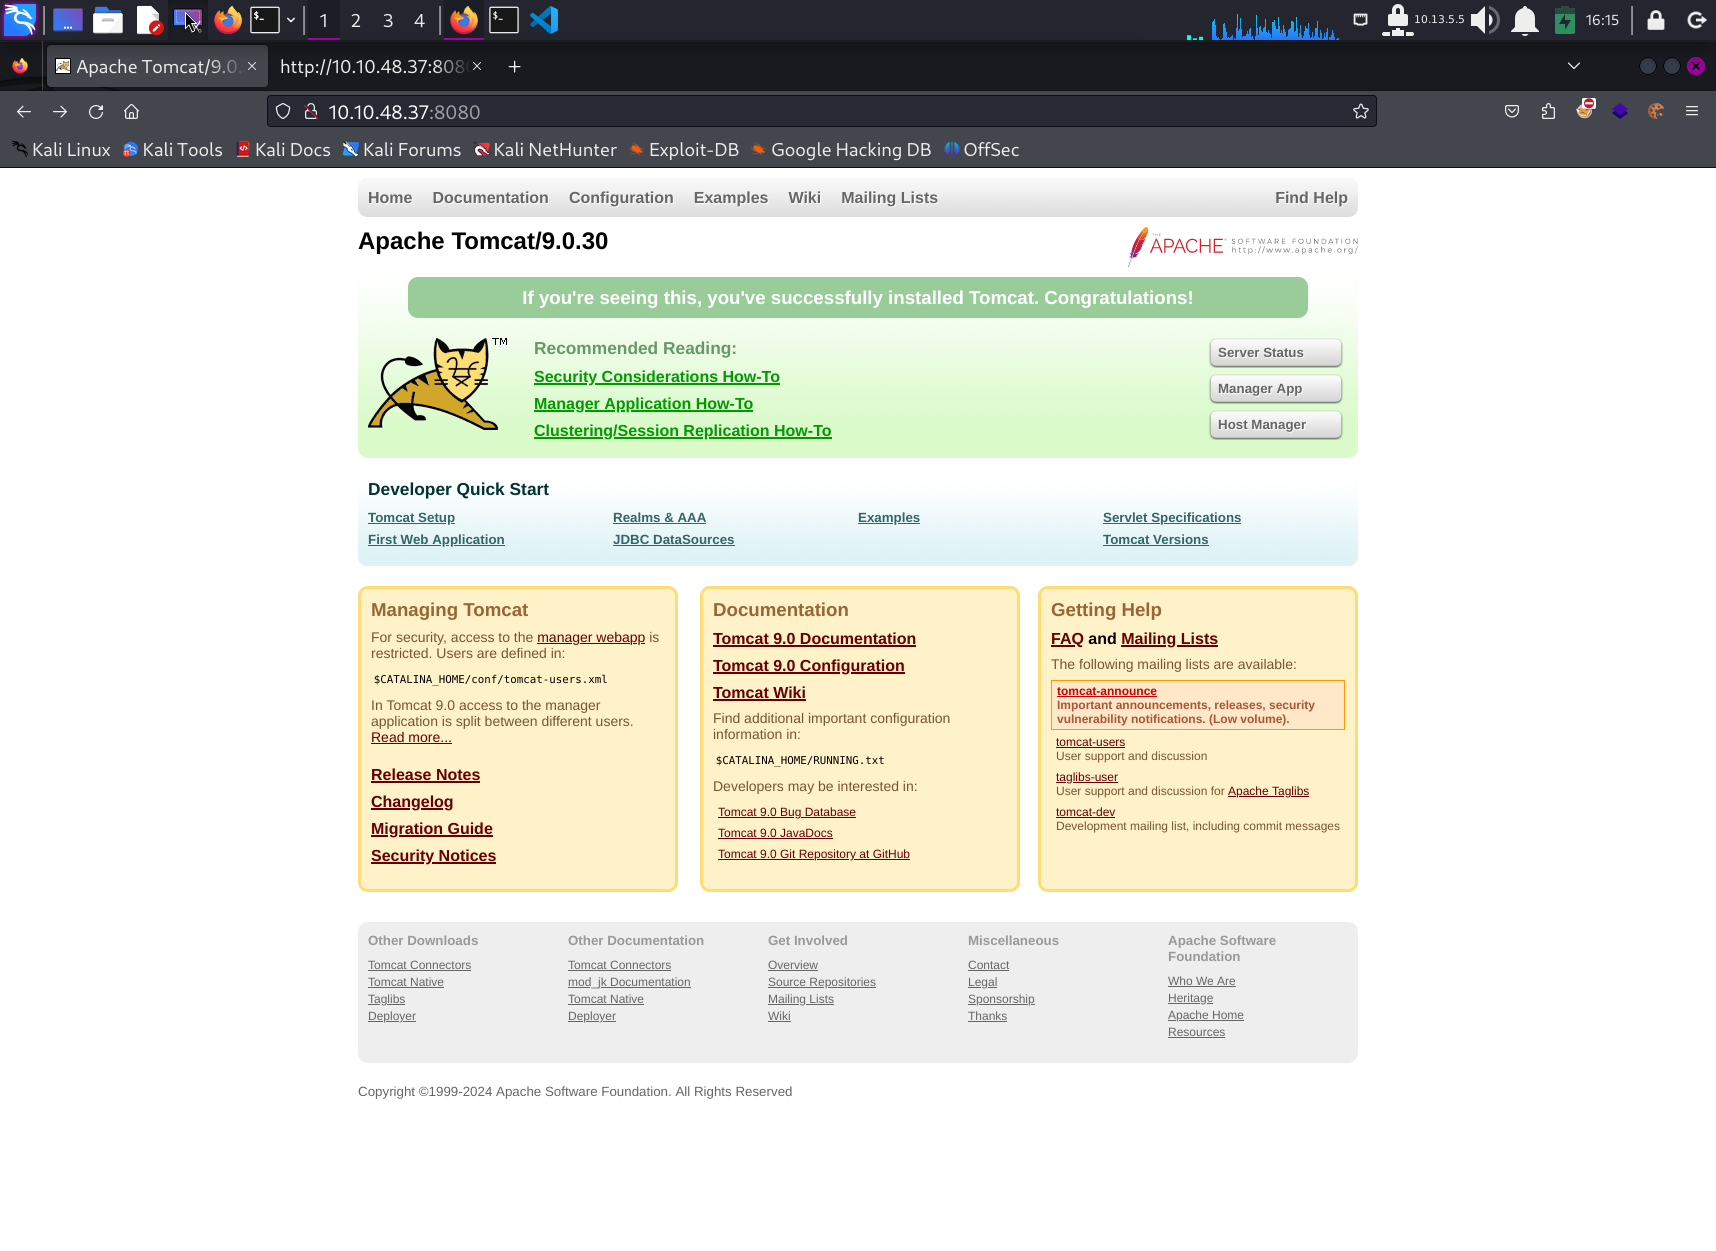 1 2 3 4 10.13.5.5 16:15
Apache Tomcat/9.0. http://10.10.48.37:808
10.10.48.37:8080
Kali Linux Kali Tools Kali Docs Kali Forums Kali NetHunter Exploit-DB Google Hacking DB OffSec
Home Documentation Configuration Examples Wiki Mailing Lists Find Help
Apache Tomcat/9.0.30
THE APACHE SOFTWARE FOUNDATION
http://www.apache.org/
If you're seeing this, you've successfully installed Tomcat. Congratulations!
TM
Recommended Reading:
Security Considerations How-To
Manager Application How-To
Clustering/Session Replication How-To
Server Status
Manager App
Host Manager
Developer Quick Start
Tomcat Setup
First Web Application
Realms & AAA
JDBC DataSources
Examples
Servlet Specifications
Tomcat Versions
Managing Tomcat
For security, access to the manager webapp is
restricted. Users are defined in:
$CATALINA_HOME/conf/tomcat-users.xml
In Tomcat 9.0 access to the manager
application is split between different users.
Read more...
Release Notes
Changelog
Migration Guide
Security Notices
Documentation
Tomcat 9.0 Documentation
Tomcat 9.0 Configuration
Tomcat Wiki
Find additional important configuration
information in:
$CATALINA_HOME/RUNNING.txt
Developers may be interested in:
Tomcat 9.0 Bug Database
Tomcat 9.0 JavaDocs
Tomcat 9.0 Git Repository at GitHub
Getting Help
FAQ and Mailing Lists
The following mailing lists are available:
tomcat-announce
Important announcements, releases, security
vulnerability notifications. (Low volume).
tomcat-users
User support and discussion
taglibs-user
User support and discussion for Apache Taglibs
tomcat-dev
Development mailing list, including commit messages
Other Downloads
Tomcat Connectors
Tomcat Native
Taglibs
Deployer
Other Documentation
Tomcat Connectors
mod_jk Documentation
Tomcat Native
Deployer
Get Involved
Overview
Source Repositories
Mailing Lists
Wiki
Miscellaneous
Contact
Legal
Sponsorship
Thanks
Apache Software
Foundation
Who We Are
Heritage
Apache Home
Resources
Copyright ©1999-2024 Apache Software Foundation. All Rights Reserved